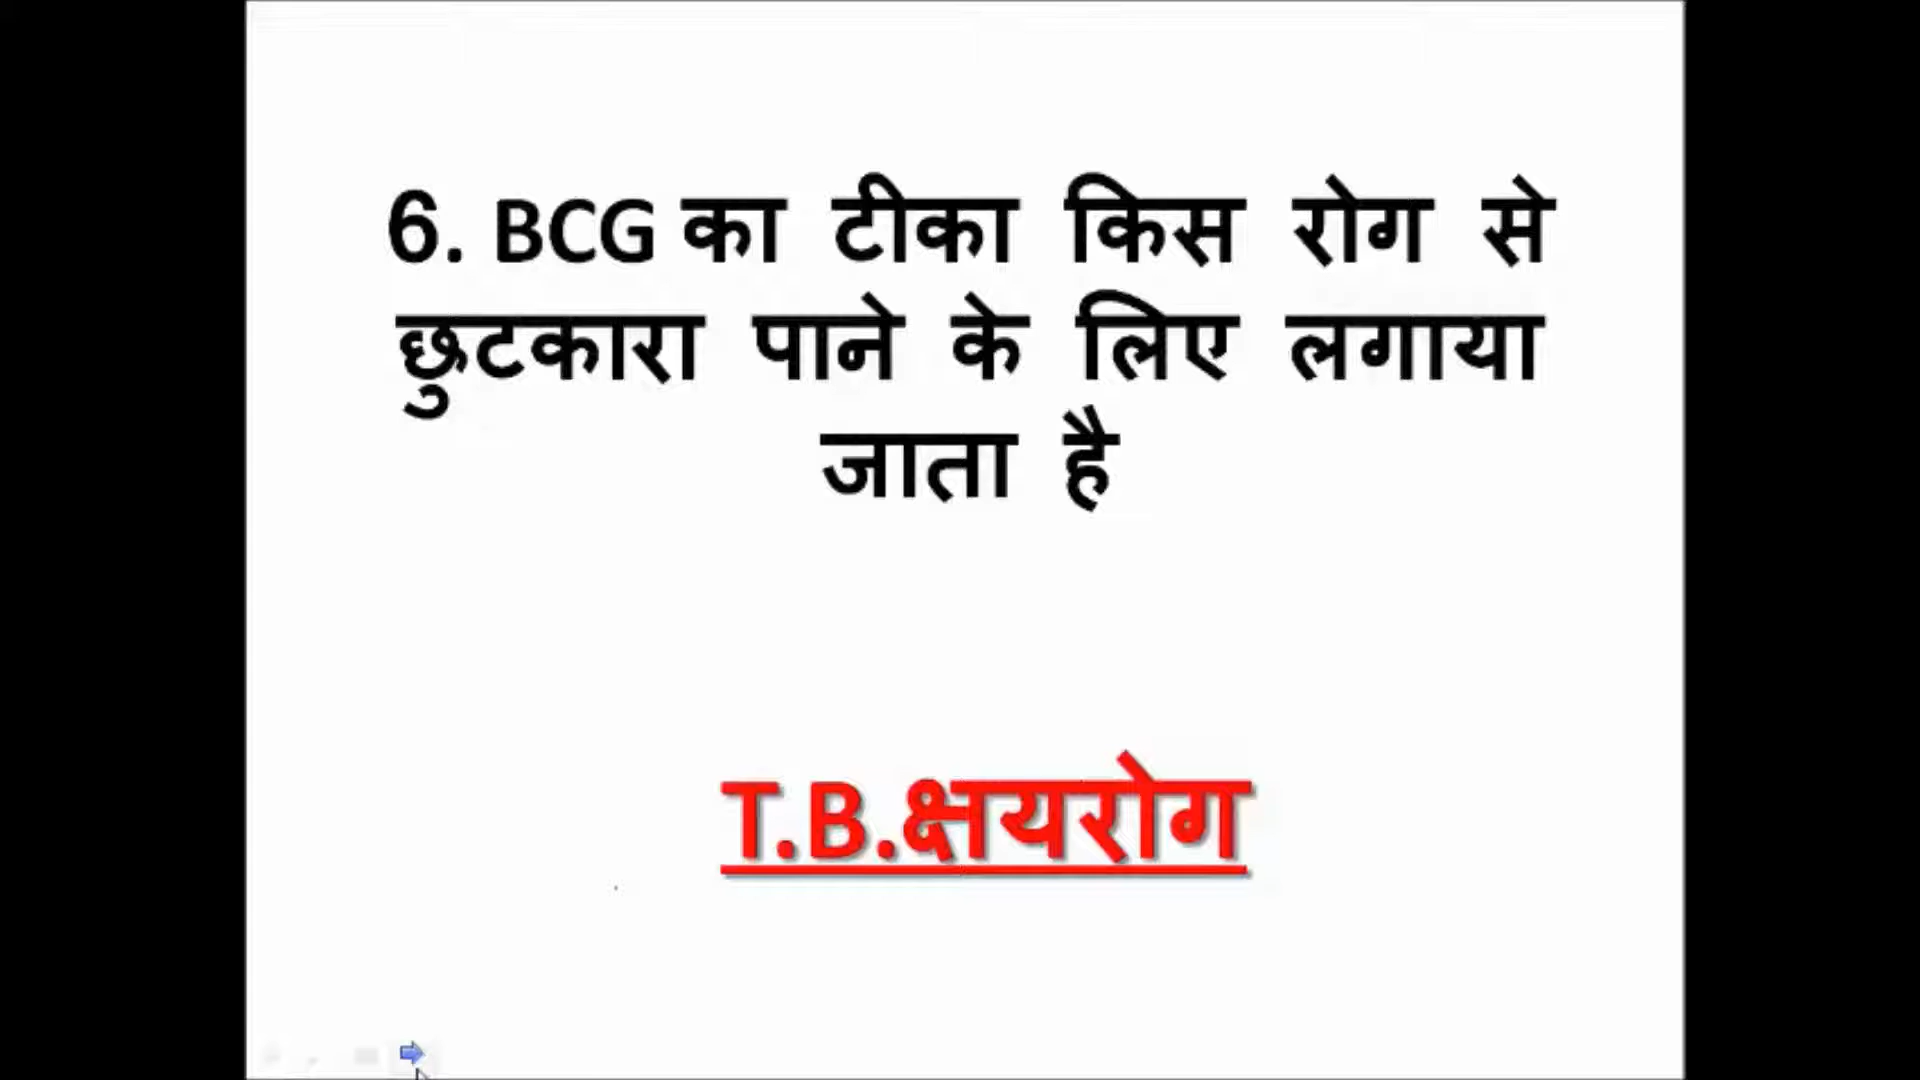 6. BCG का टीका किस रोग से
छुटकारा पाने के लिए लगाया
जाता है
T.B.क्षयरोग